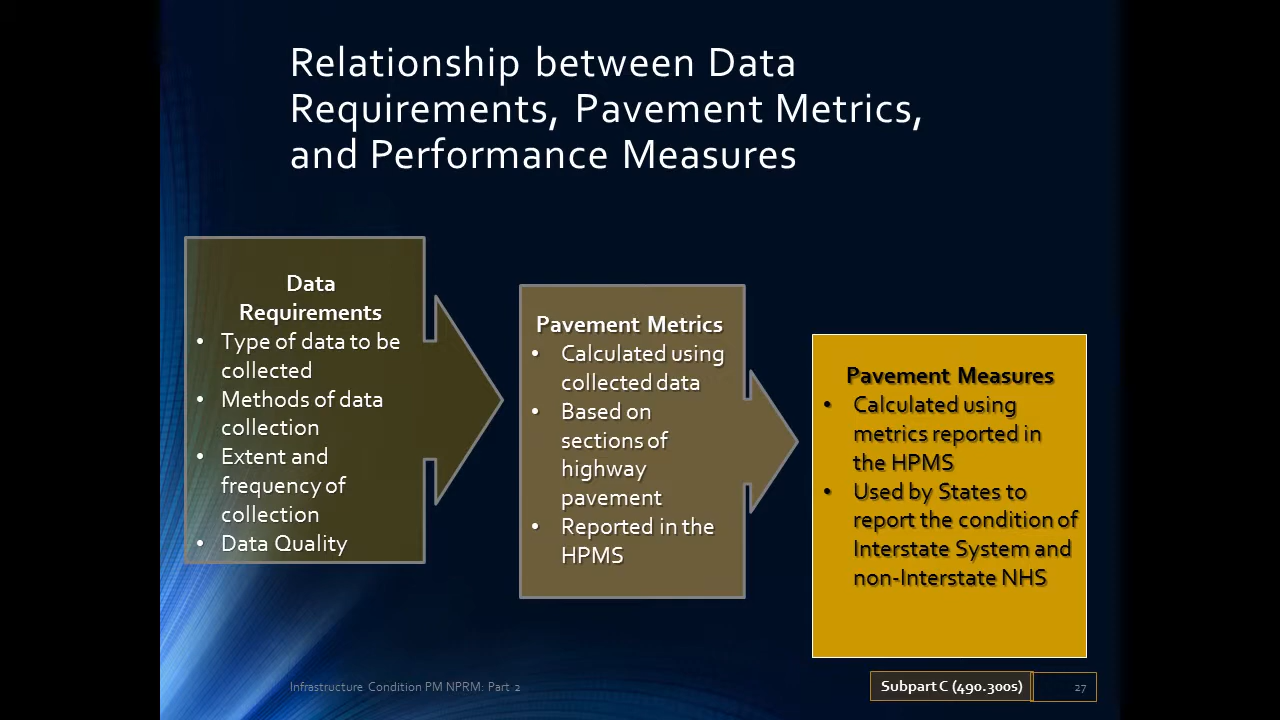 Relationship between Data
Requirements, Pavement Metrics,
and Performance Measures
Data
Requirements
• Type of data to be
collected
• Methods of data
collection
• Extent and
frequency of
collection
• Data Quality
Pavement Metrics
• Calculated using
collected data
• Based on
sections of
highway
pavement
• Reported in the
HPMS
Pavement Measures
• Calculated using
metrics reported in
the HPMS
• Used by States to
report the condition of
Interstate System and
non-Interstate NHS
Infrastructure Condition PM NPRM: Part 2
Subpart C (490.300s)
27